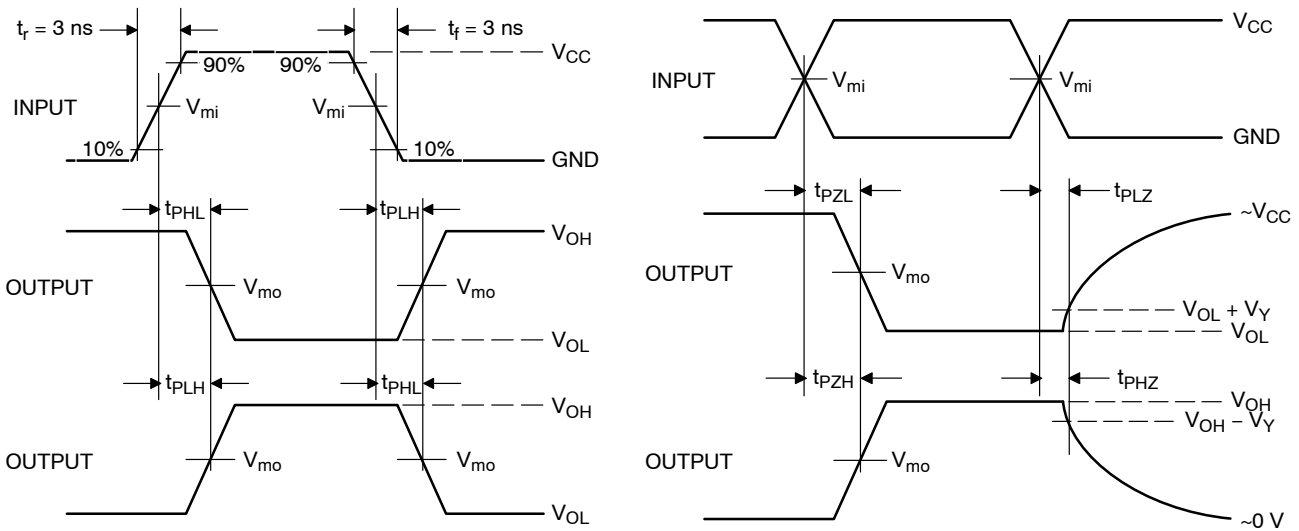 t_r = 3 ns
t_f = 3 ns
V_CC
90%
90%
INPUT
V_mi
V_mi
10%
10%
GND
t_PHL
t_PLH
V_OH
OUTPUT
V_mo
V_mo
V_OL
t_PLH
t_PHL
V_OH
OUTPUT
V_mo
V_mo
V_OL
V_CC
INPUT
V_mi
V_mi
GND
t_PZL
t_PLZ
~V_CC
OUTPUT
V_mo
V_OL + V_Y
V_OL
t_PZH
t_PHZ
V_OH
V_OH – V_Y
OUTPUT
V_mo
~0 V